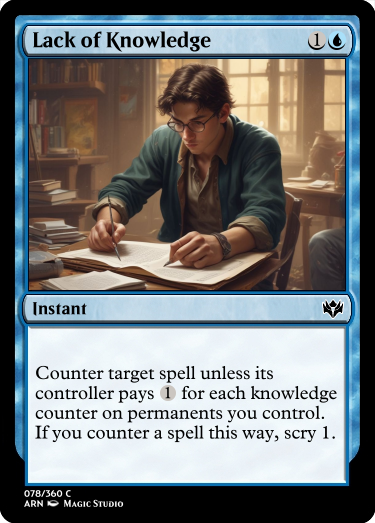 Lack of Knowledge 1
Instant
Counter target spell unless its
controller pays 1 for each knowledge
counter on permanents you control.
If you counter a spell this way, scry 1.
078/360 C
ARN Magic Studio